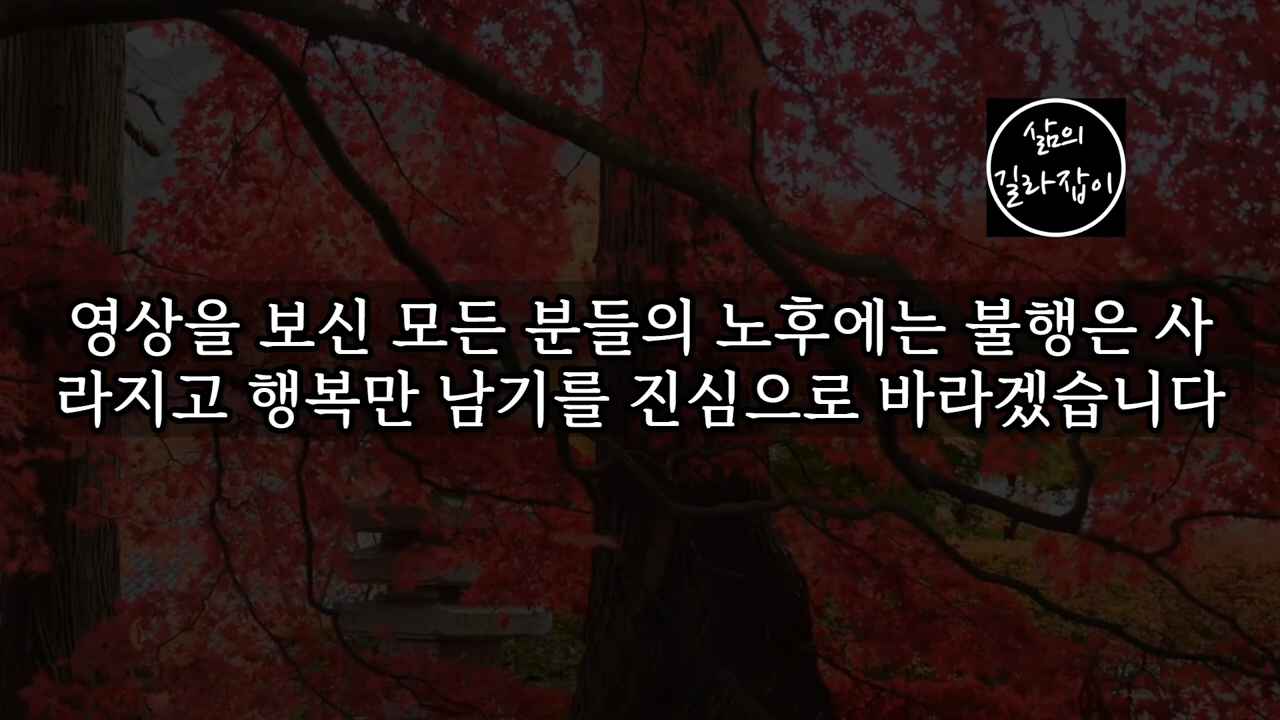 삶의
길라잡이
영상을 보신 모든 분들의 노후에는 불행은 사
라지고 행복만 남기를 진심으로 바라겠습니다